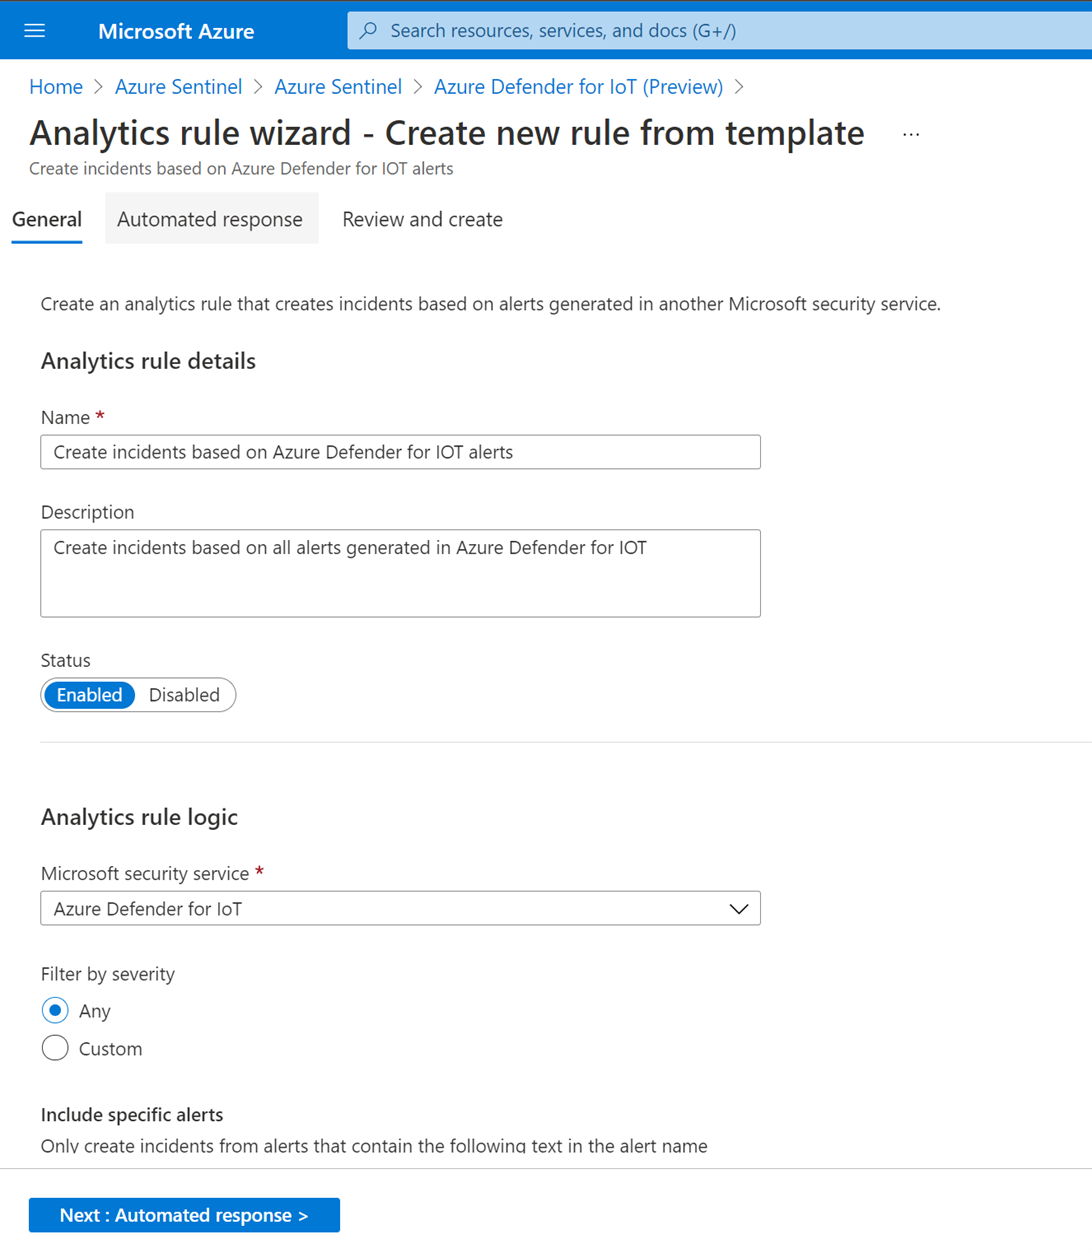 Microsoft Azure
Search resources, services, and docs (G+/)
Home > Azure Sentinel > Azure Sentinel > Azure Defender for IoT (Preview) >
Analytics rule wizard - Create new rule from template ...
Create incidents based on Azure Defender for IOT alerts
General Automated response Review and create
Create an analytics rule that creates incidents based on alerts generated in another Microsoft security service.
Analytics rule details
Name *
Create incidents based on Azure Defender for IOT alerts
Description
Create incidents based on all alerts generated in Azure Defender for IOT
Status
Enabled Disabled
Analytics rule logic
Microsoft security service *
Azure Defender for IoT
Filter by severity
Any
Custom
Include specific alerts
Only create incidents from alerts that contain the following text in the alert name
Next : Automated response >